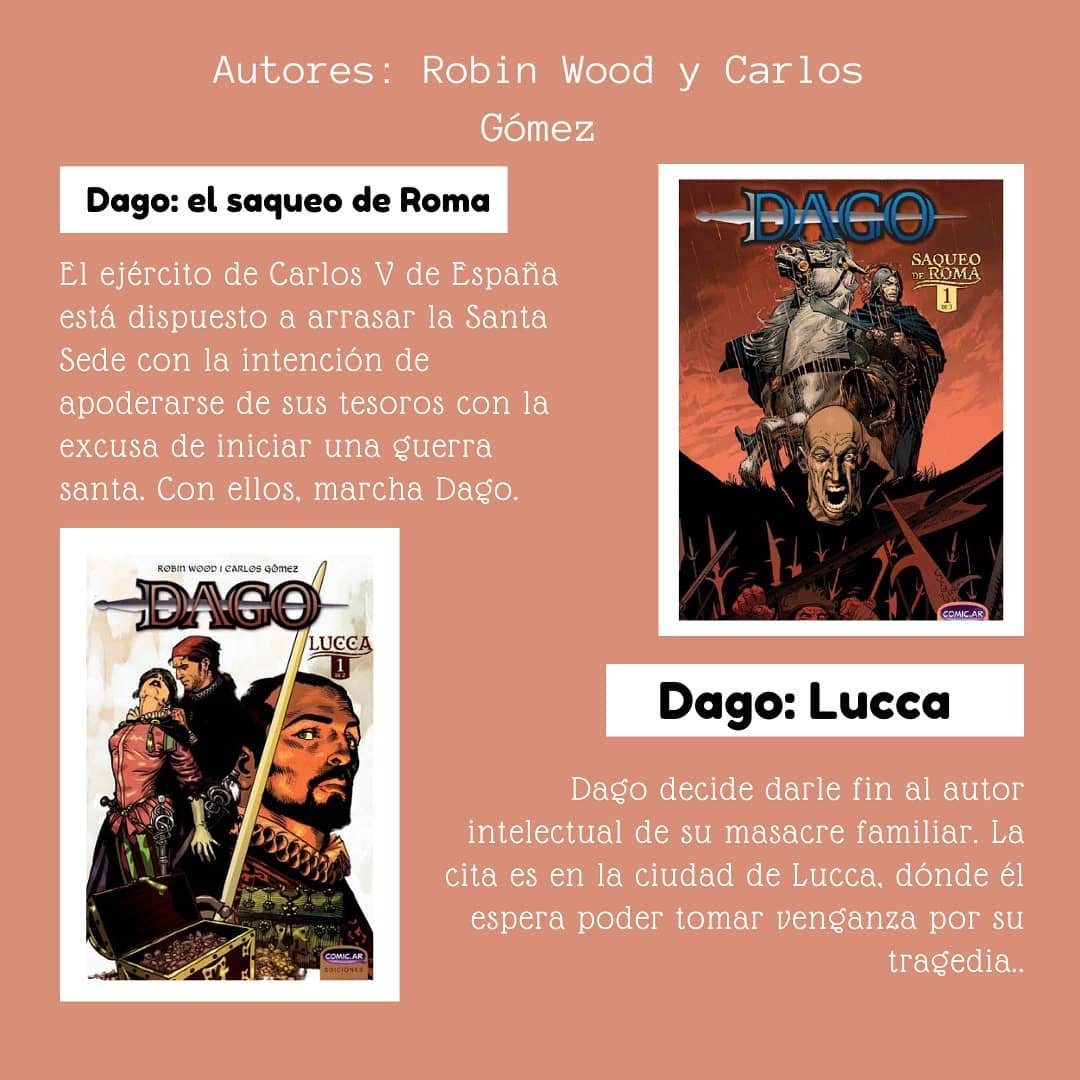 Autores: Robin Wood y Carlos
Gómez
Dago: el saqueo de Roma
El ejército de Carlos V de España
está dispuesto a arrasar la Santa
Sede con la intención de
apoderarse de sus tesoros con la
excusa de iniciar una guerra
santa. Con ellos, marcha Dago.
DAGO
SAQUEO
DE ROMA
1
DE 3
COMIC.AR
ROBIN WOOD | CARLOS GÓMEZ
DAGO
LUCCA
1
DE 2
COMIC.AR
EDICIONES
Dago: Lucca
Dago decide darle fin al autor
intelectual de su masacre familiar. La
cita es en la ciudad de Lucca, dónde él
espera poder tomar venganza por su
tragedia..